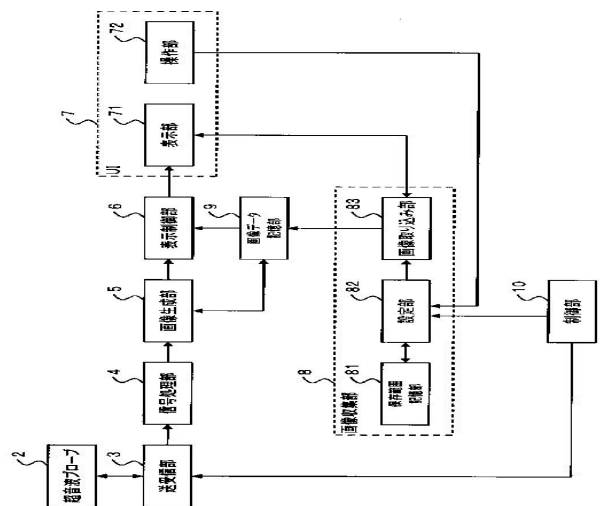 2
超音波プローブ
3
送受信部
4
信号処理部
5
画像生成部
6
表示制御部
7
UI
71
表示部
72
操作部
9
画像データ
記憶部
8
画像収集部
81
保存範囲
記憶部
82
設定部
83
画像取り込み部
10
制御部